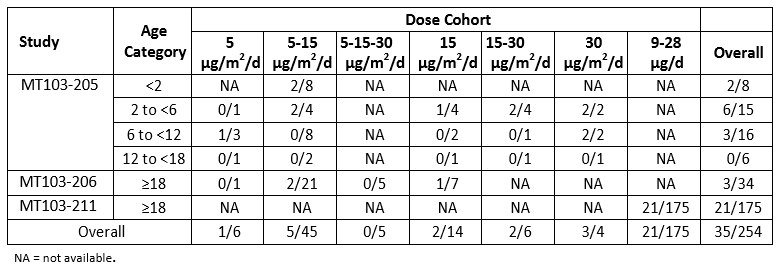 Study Age Category Dose Cohort
5 µg/m²/d 5-15 µg/m²/d 5-15-30 µg/m²/d 15 µg/m²/d 15-30 µg/m²/d 30 µg/m²/d 9-28 µg/d Overall
MT103-205 <2 NA 2/8 NA NA NA NA NA 2/8
2 to <6 0/1 2/4 NA 1/4 2/4 2/2 NA 6/15
6 to <12 1/3 0/8 NA 0/2 0/1 2/2 NA 3/16
12 to <18 0/1 0/2 NA 0/1 0/1 0/1 NA 0/6
MT103-206 ≥18 0/1 2/21 0/5 1/7 NA NA NA 3/34
MT103-211 ≥18 NA NA NA NA NA NA 21/175 21/175
Overall 1/6 5/45 0/5 2/14 2/6 3/4 21/175 35/254
NA = not available.